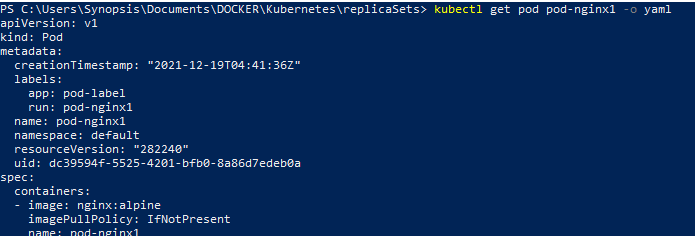 PS C:\Users\Synopsis\Documents\DOCKER\Kubernetes\replicaSets> kubectl get pod pod-nginx1 -o yaml
apiVersion: v1
kind: Pod
metadata:
  creationTimestamp: "2021-12-19T04:41:36Z"
  labels:
    app: pod-label
    run: pod-nginx1
  name: pod-nginx1
  namespace: default
  resourceVersion: "282240"
  uid: dc39594f-5525-4201-bfb0-8a86d7edeb0a
spec:
  containers:
  - image: nginx:alpine
    imagePullPolicy: IfNotPresent
    name: pod-nginx1